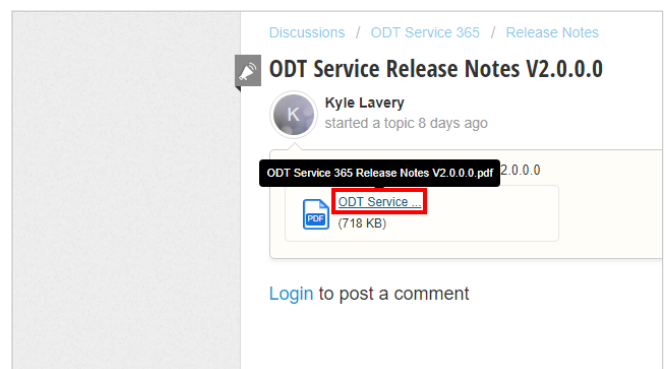 Discussions / ODT Service 365 / Release Notes
ODT Service Release Notes V2.0.0.0
K
Kyle Lavery
started a topic 8 days ago
ODT Service 365 Release Notes V2.0.0.0.pdf
2.0.0.0
PDF
ODT Service ...
(718 KB)
Login to post a comment